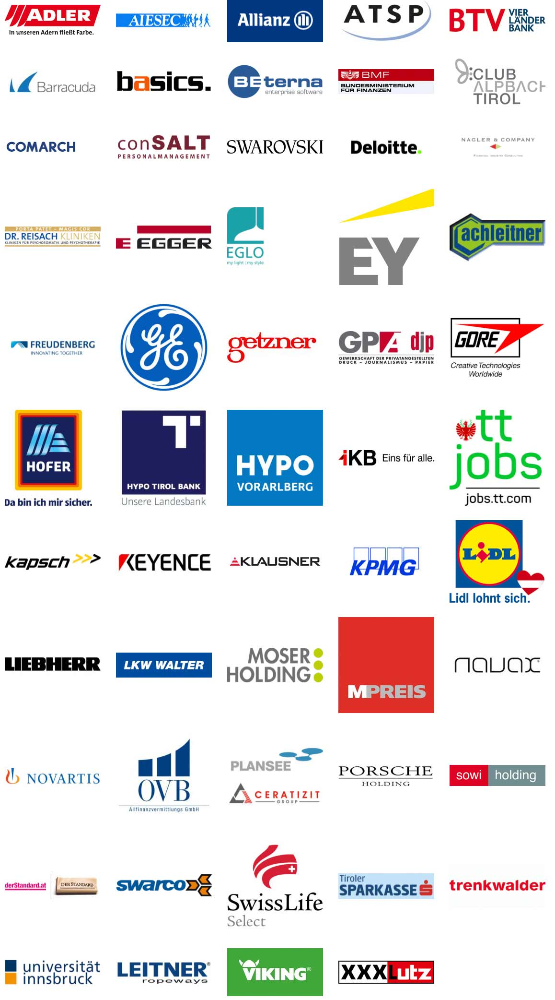 ADLER
In unseren Adern fließt Farbe.
AIESEC
Allianz
ATSP
BTV VIER
LÄNDER
BANK
Barracuda
basics.
BEterna
enterprise software
BMF
BUNDESMINISTERIUM
FÜR FINANZEN
CLUB
ALPBACH
TIROL
COMARCH
conSALT
PERSONALMANAGEMENT
SWAROVSKI
Deloitte.
NAGLER & COMPANY
FINANCIAL INDUSTRY CONSULTING
PORTA PATET – MAGIS COR
DR. REISACH KLINIKEN
KLINIKEN FÜR PSYCHOSOMATIK UND PSYCHOTHERAPIE
E EGGER
EGLO
my light | my style
EY
achleitner
FREUDENBERG
INNOVATING TOGETHER
GE
getzner
GPA djp
GEWERKSCHAFT DER PRIVATANGESTELLTEN
DRUCK – JOURNALISMUS – PAPIER
GORE
Creative Technologies
Worldwide
HOFER
Da bin ich mir sicher.
HYPO TIROL BANK
Unsere Landesbank
HYPO
VORARLBERG
iKB Eins für alle.
tt
jobs
jobs.tt.com
kapsch
KEYENCE
KLAUSNER
KPMG
LiDL
Lidl lohnt sich.
LIEBHERR
LKW WALTER
MOSER
HOLDING
MPREIS
navax
NOVARTIS
OVB
Allfinanzvermittlungs GmbH
PLANSEE
CERATIZIT
GROUP
PORSCHE
HOLDING
sowi holding
derStandard.at
DER STANDARD
swarco
SwissLife
Select
Tiroler
SPARKASSE
trenkwalder
universität
innsbruck
LEITNER®
ropeways
VIKING®
XXXLutz